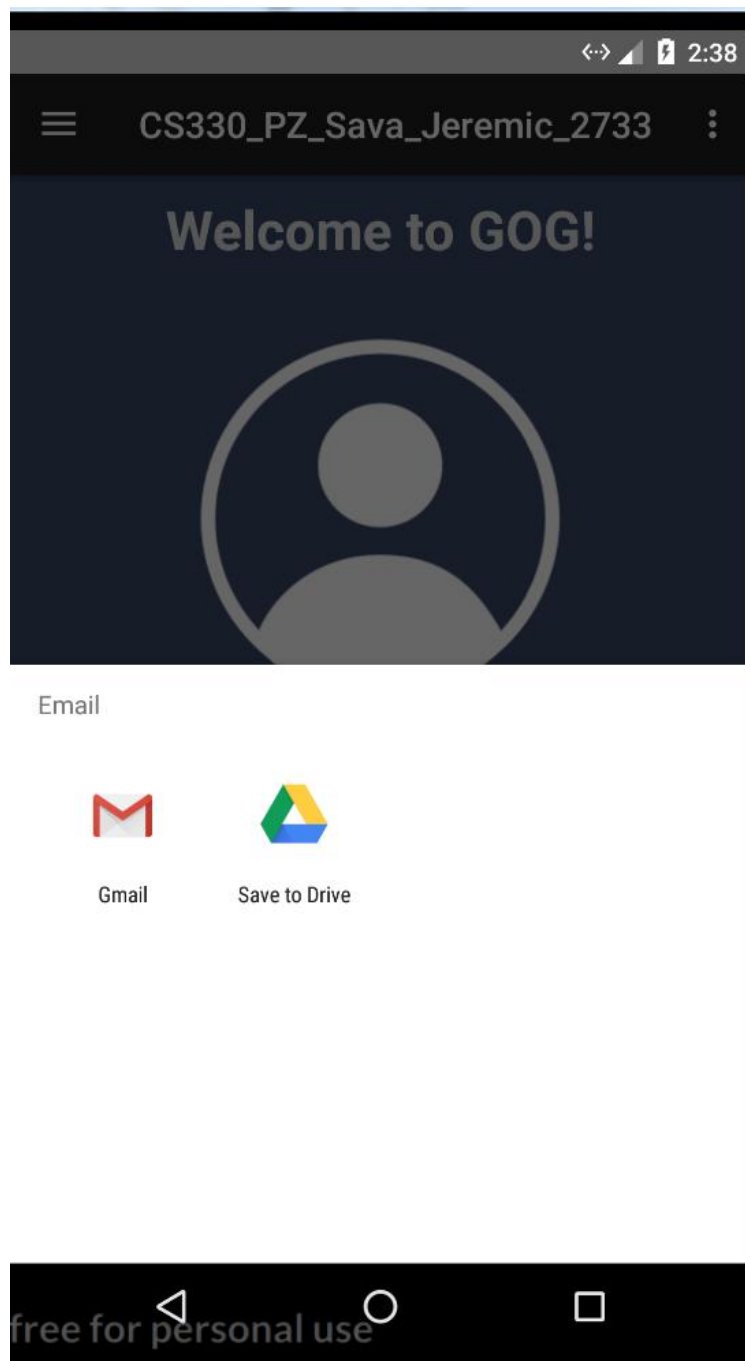 2:38
CS330_PZ_Sava_Jeremic_2733
Welcome to GOG!
Email
Gmail
Save to Drive
free for personal use